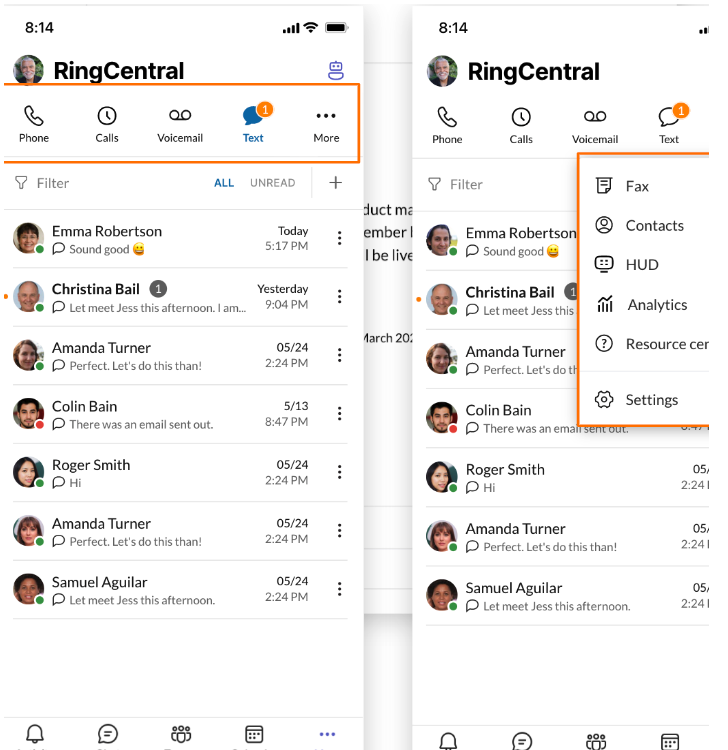 8:14
RingCentral
Phone
Calls
Voicemail
Text
1
More
Filter
ALL
UNREAD
Emma Robertson
Today
Sound good 😀
5:17 PM
Christina Bail
1
Yesterday
Let meet Jess this afternoon. I am...
9:04 PM
Amanda Turner
05/24
Perfect. Let's do this than!
2:24 PM
Colin Bain
5/13
There was an email sent out.
8:47 PM
Roger Smith
05/24
Hi
2:24 PM
Amanda Turner
05/24
Perfect. Let's do this than!
2:24 PM
Samuel Aguilar
05/24
Let meet Jess this afternoon.
2:24 PM
duct ma
ember
l be live
March 202
8:14
RingCentral
Phone
Calls
Voicemail
Text
1
Filter
Fax
Contacts
HUD
Analytics
Resource cen
Settings
Emma Robertson
Sound good 😀
Christina Bail
1
Let meet Jess this
Amanda Turner
Perfect. Let's do th
Colin Bain
There was an email sent out.
Roger Smith
05/
Hi
2:24
Amanda Turner
05/
Perfect. Let's do this than!
2:24
Samuel Aguilar
05/
Let meet Jess this afternoon.
2:24